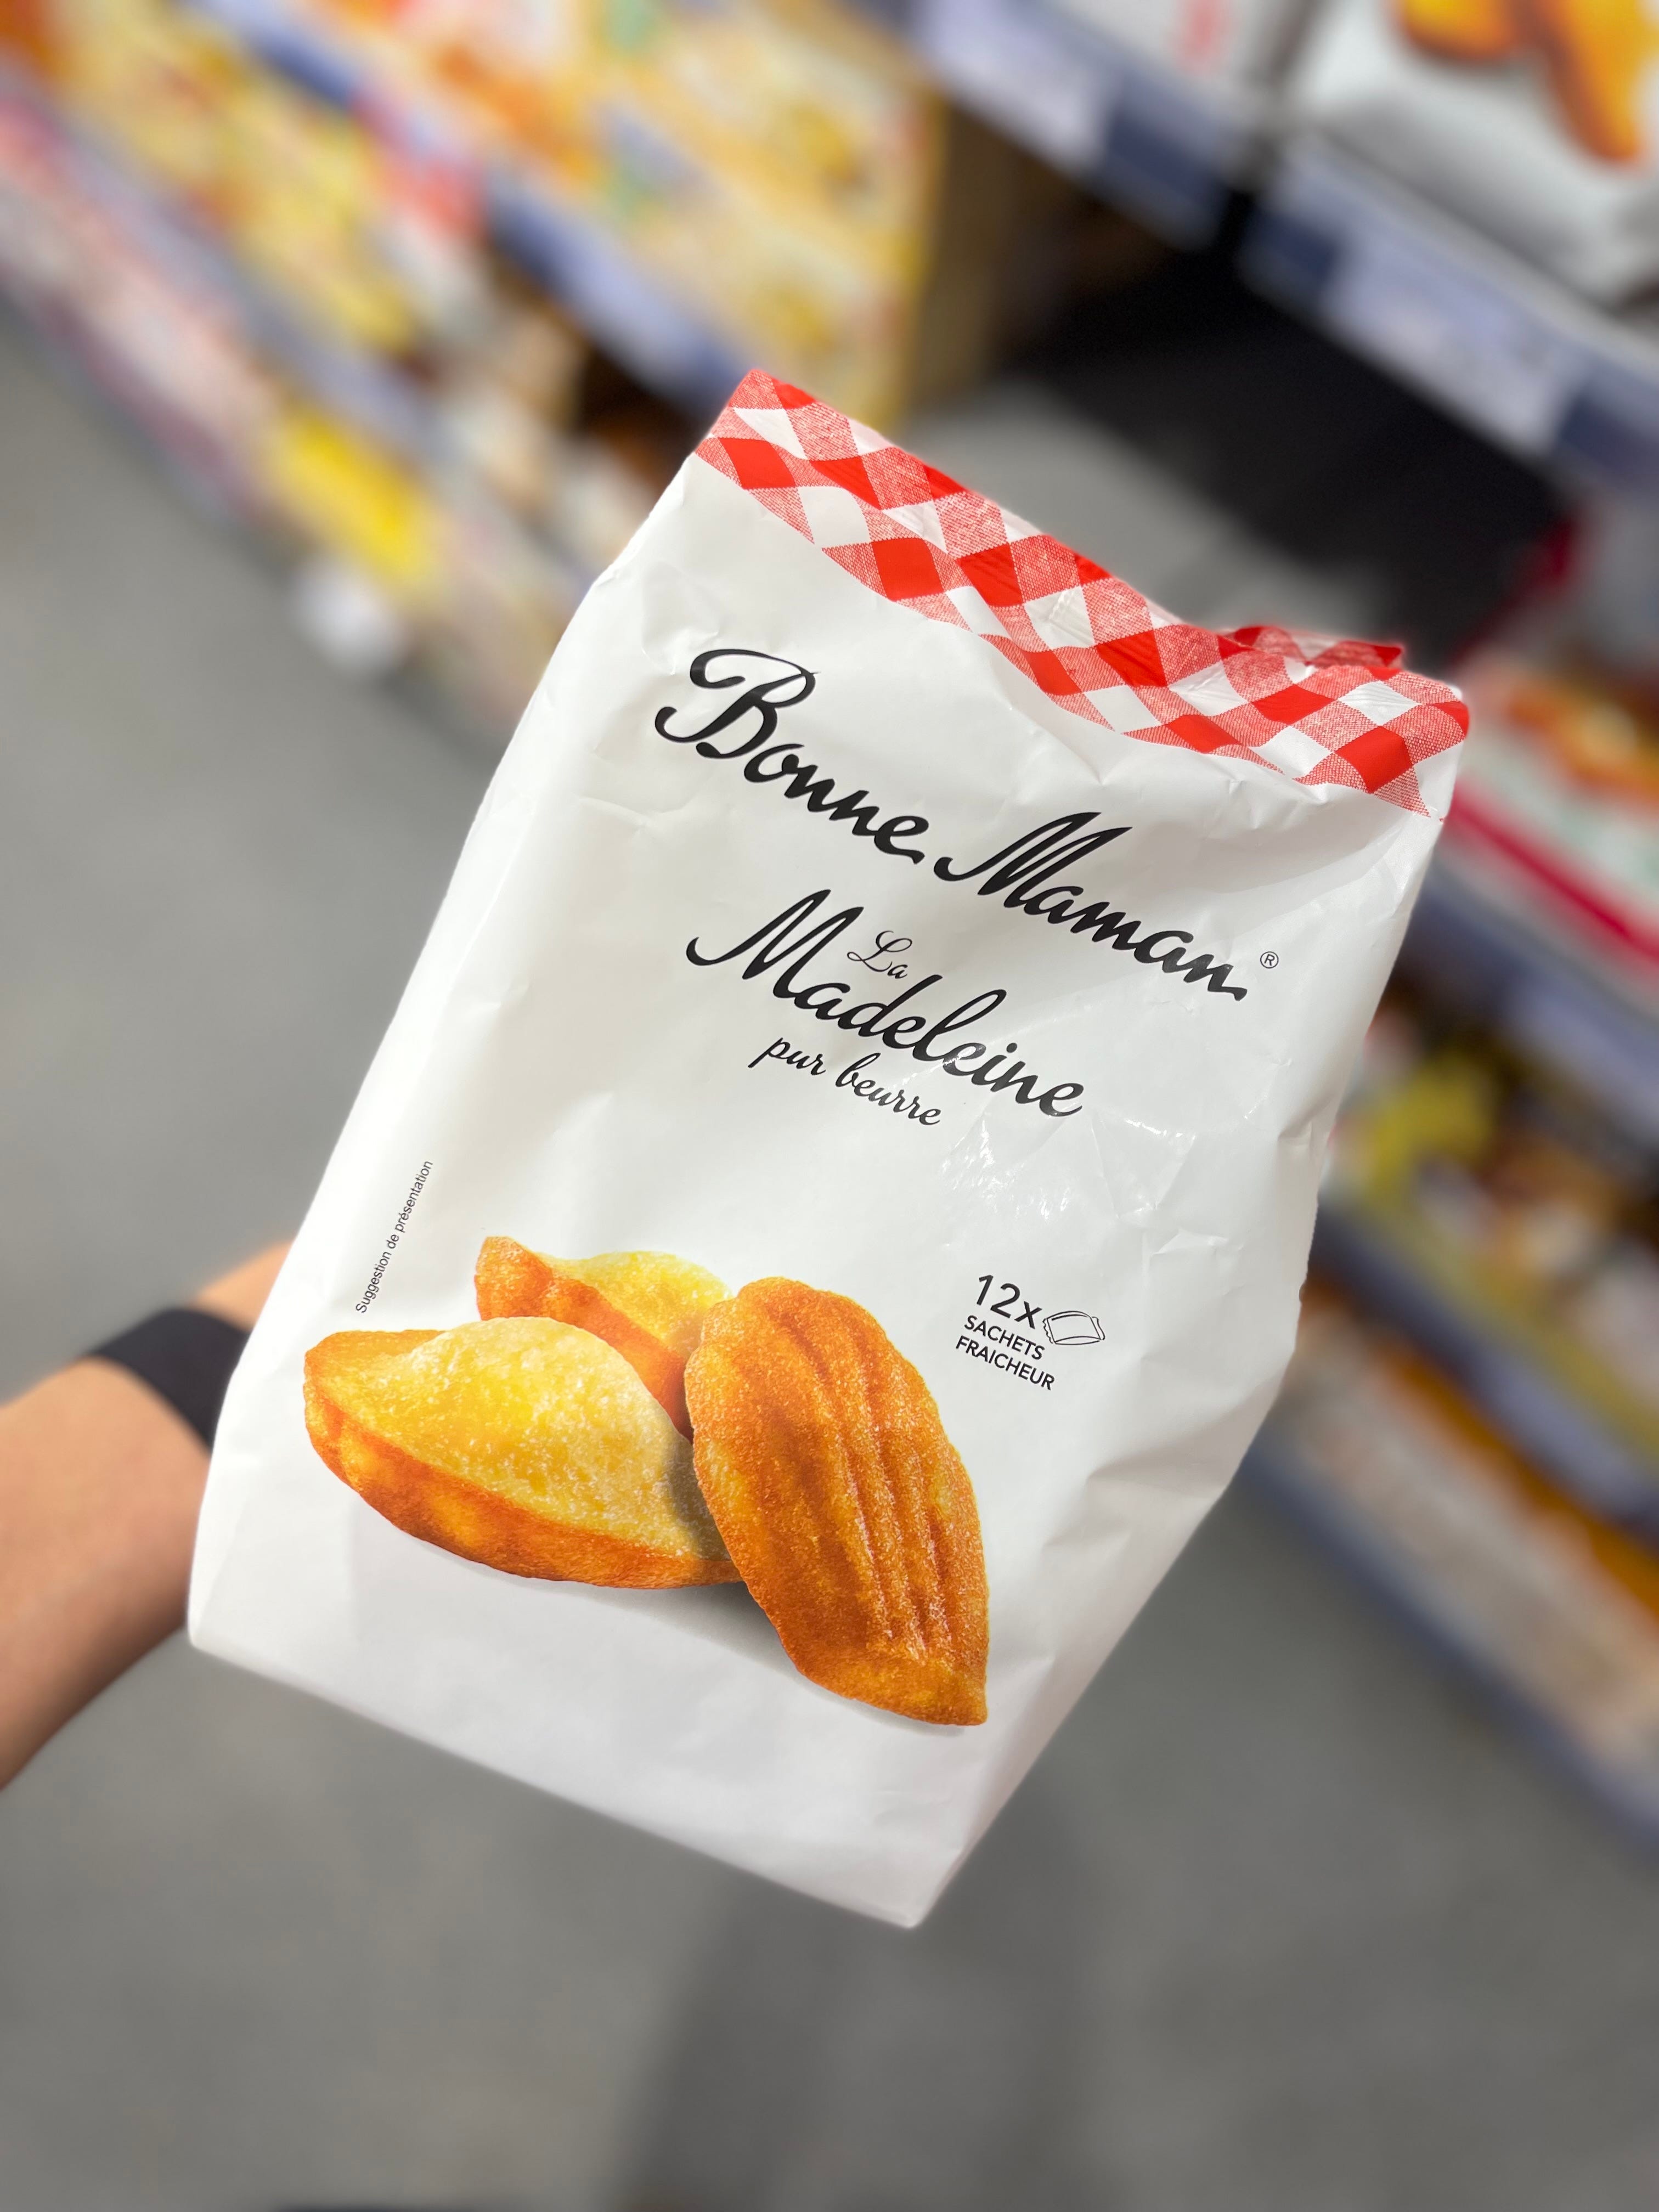 Bonne Maman®
La
Madeleine
pur beurre
Suggestion de présentation
12x
SACHETS
FRAICHEUR